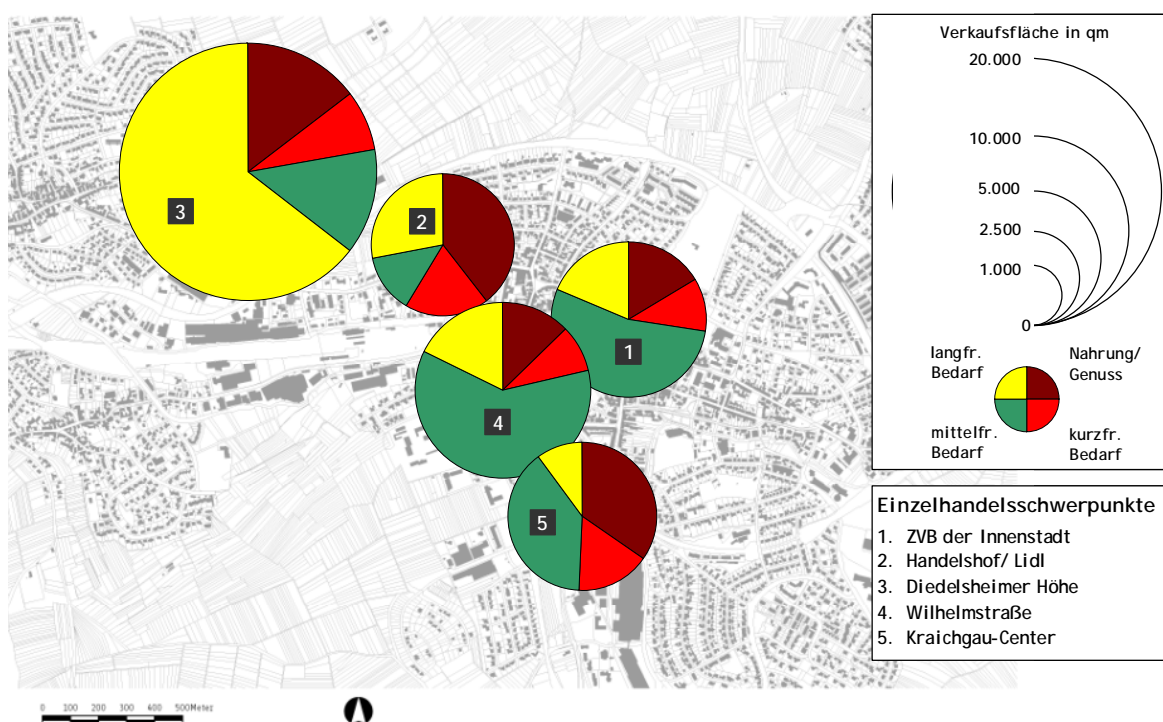 Verkaufsfläche in qm
20.000
10.000
5.000
2.500
1.000
0
langfr. Bedarf
Nahrung/ Genuss
mittelfr. Bedarf
kurzfr. Bedarf
3
2
1
4
5
Einzelhandelsschwerpunkte
1. ZVB der Innenstadt
2. Handelshof/ Lidl
3. Diedelsheimer Höhe
4. Wilhelmstraße
5. Kraichgau-Center
0 100 200 300 400 500Meter